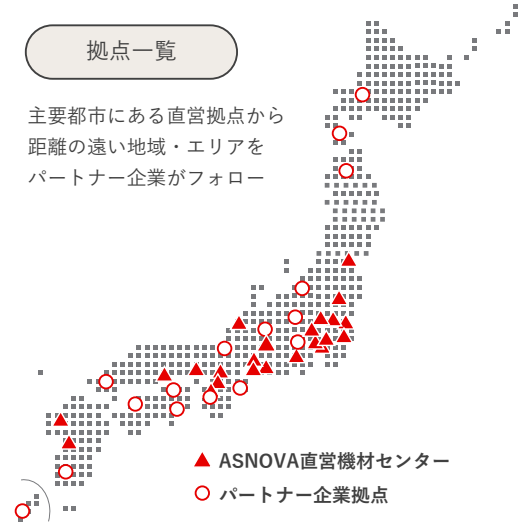 拠点一覧
主要都市にある直営拠点から
距離の遠い地域・エリアを
パートナー企業がフォロー
ASNOVA直営機材センター
パートナー企業拠点